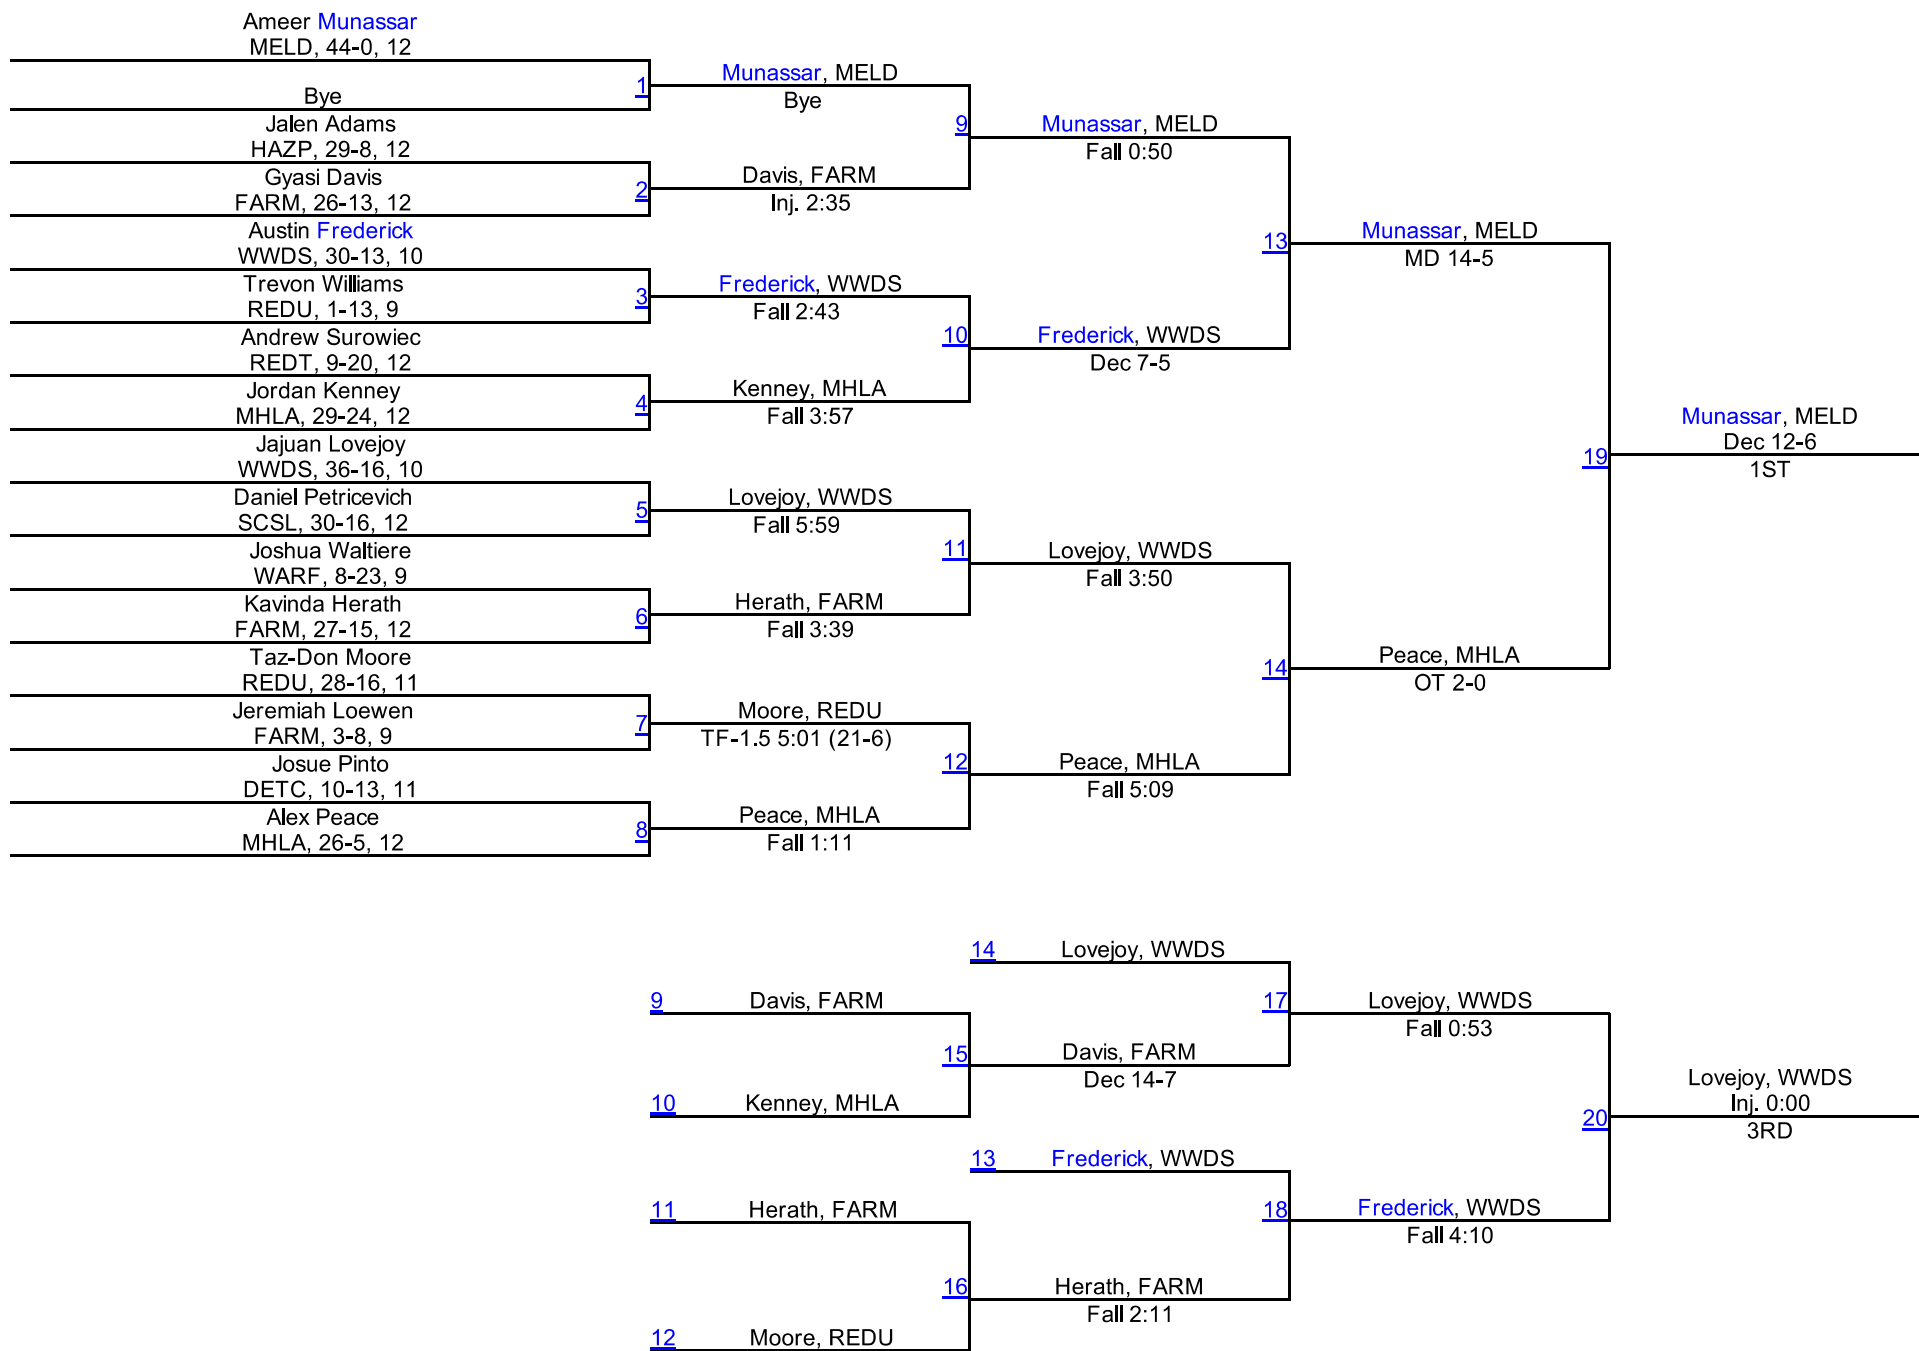 Ameer Munassar
MELD, 44-0, 12
1
Bye
Munassar, MELD
Bye
Jalen Adams
HAZP, 29-8, 12
9
Munassar, MELD
Fall 0:50
Gyasi Davis
FARM, 26-13, 12
2
Davis, FARM
Inj. 2:35
Austin Frederick
WWDS, 30-13, 10
13
Munassar, MELD
MD 14-5
Trevon Williams
REDU, 1-13, 9
3
Frederick, WWDS
Fall 2:43
Andrew Surowiec
REDT, 9-20, 12
10
Frederick, WWDS
Dec 7-5
Jordan Kenney
MHLA, 29-24, 12
4
Kenney, MHLA
Fall 3:57
Jajuan Lovejoy
WWDS, 36-16, 10
19
Munassar, MELD
Dec 12-6
1ST
Daniel Petricevich
SCSL, 30-16, 12
5
Lovejoy, WWDS
Fall 5:59
Joshua Waltiere
WARF, 8-23, 9
11
Lovejoy, WWDS
Fall 3:50
Kavinda Herath
FARM, 27-15, 12
6
Herath, FARM
Fall 3:39
Taz-Don Moore
REDU, 28-16, 11
14
Peace, MHLA
OT 2-0
Jeremiah Loewen
FARM, 3-8, 9
7
Moore, REDU
TF-1.5 5:01 (21-6)
Josue Pinto
DETC, 10-13, 11
12
Peace, MHLA
Fall 5:09
Alex Peace
MHLA, 26-5, 12
8
Peace, MHLA
Fall 1:11
14
Lovejoy, WWDS
9
Davis, FARM
17
Lovejoy, WWDS
Fall 0:53
15
Davis, FARM
Dec 14-7
10
Kenney, MHLA
20
Lovejoy, WWDS
Inj. 0:00
3RD
13
Frederick, WWDS
11
Herath, FARM
18
Frederick, WWDS
Fall 4:10
16
Herath, FARM
Fall 2:11
12
Moore, REDU